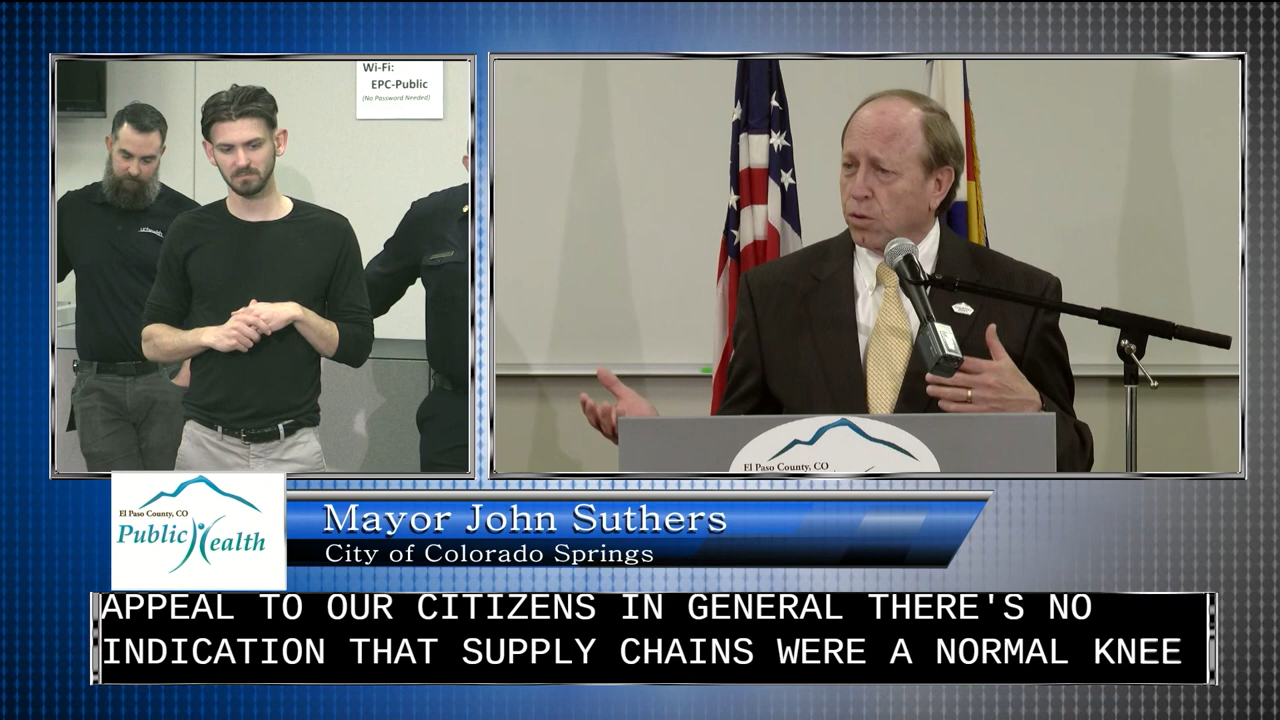 Wi-Fi:
EPC-Public
(No Password Needed)
El Paso County, CO
El Paso County, CO
Public Health
Mayor John Suthers
City of Colorado Springs
APPEAL TO OUR CITIZENS IN GENERAL THERE'S NO
INDICATION THAT SUPPLY CHAINS WERE A NORMAL KNEE